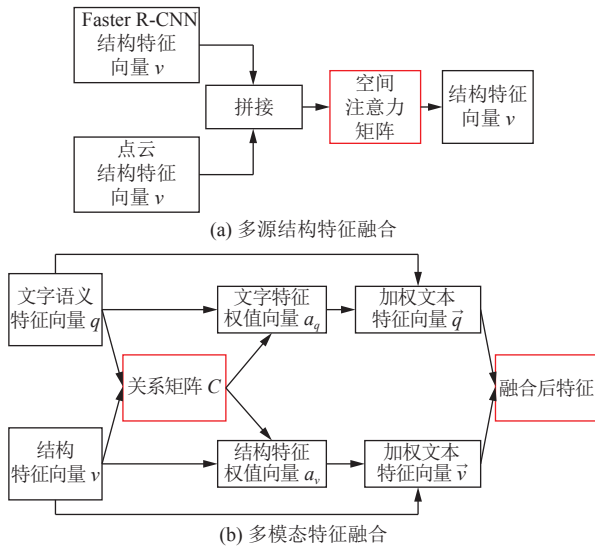 Faster R-CNN
结构特征
向量 v
拼接
空间
注意力
矩阵
结构特征
向量 v
点云
结构特征
向量 v
(a) 多源结构特征融合
文字语义
特征向量 q
文字特征
权值向量 a_q
加权文本
特征向量 q⃗
关系矩阵 C
融合后特征
结构
特征向量 v
结构特征
权值向量 a_v
加权文本
特征向量 v⃗
(b) 多模态特征融合